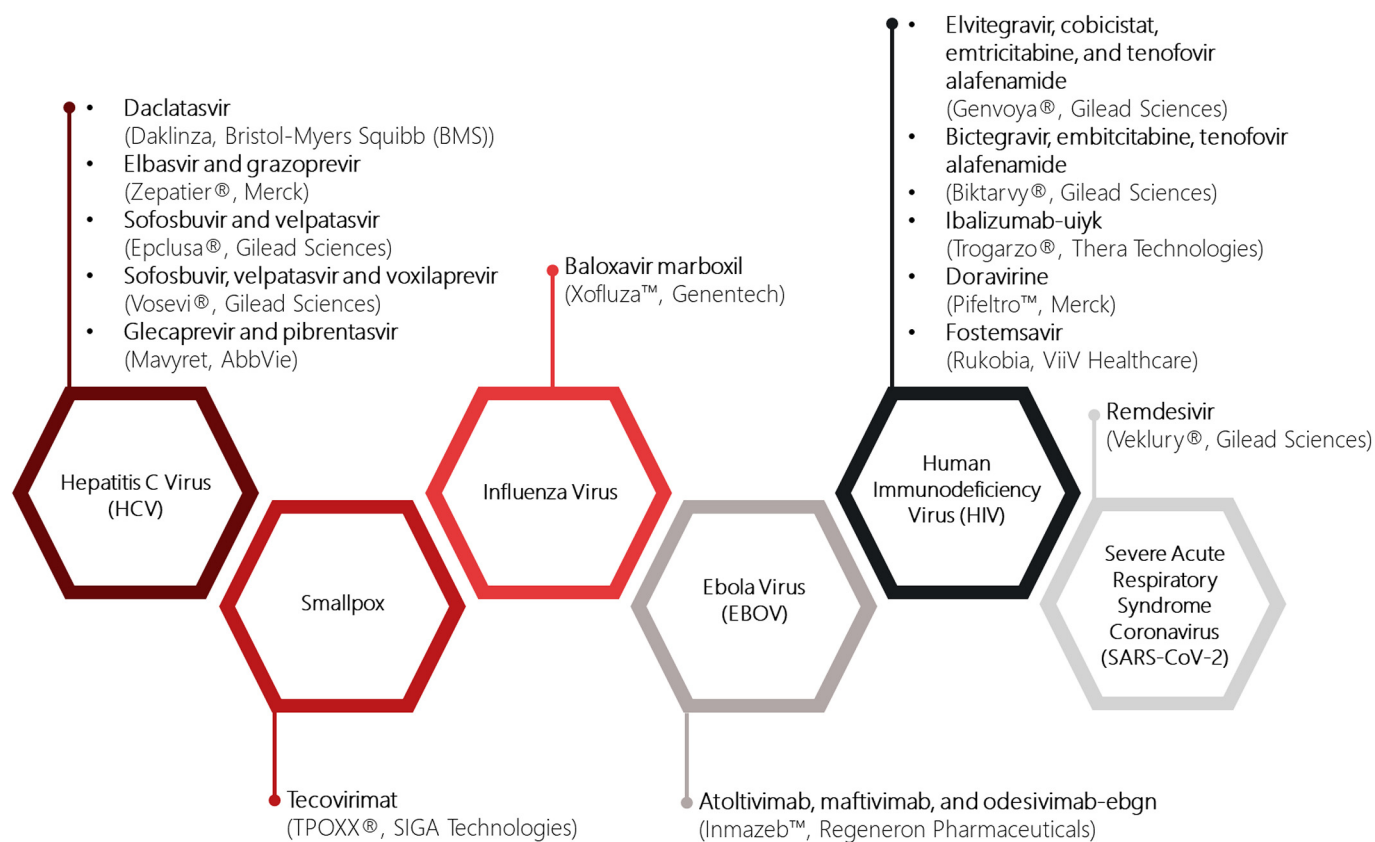 • Daclatasvir
(Daklinza, Bristol-Myers Squibb (BMS))
• Elbasvir and grazoprevir
(Zepatier®, Merck)
• Sofosbuvir and velpatasvir
(Epclusa®, Gilead Sciences)
• Sofosbuvir, velpatasvir and voxilaprevir
(Vosevi®, Gilead Sciences)
• Glecaprevir and pibrentasvir
(Mavyret, AbbVie)
Hepatitis C Virus
(HCV)
Smallpox
Tecovirimat
(TPOXX®, SIGA Technologies)
Baloxavir marboxil
(Xofluza™, Genentech)
Influenza Virus
Ebola Virus
(EBOV)
Atoltivimab, maftivimab, and odesivimab-ebgn
(Inmazeb™, Regeneron Pharmaceuticals)
• Elvitegravir, cobicistat,
emtricitabine, and tenofovir
alafenamide
(Genvoya®, Gilead Sciences)
• Bictegravir, embitcitabine, tenofovir
alafenamide
• (Biktarvy®, Gilead Sciences)
• Ibalizumab-uiyk
(Trogarzo®, Thera Technologies)
• Doravirine
(Pifeltro™, Merck)
• Fostemsavir
(Rukobia, ViiV Healthcare)
Human
Immunodeficiency
Virus (HIV)
Remdesivir
(Veklury®, Gilead Sciences)
Severe Acute
Respiratory
Syndrome
Coronavirus
(SARS-CoV-2)